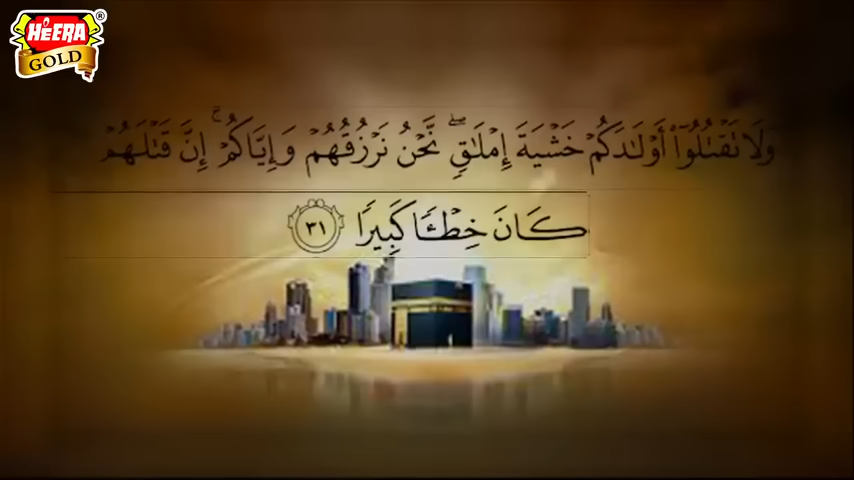 HEERA
GOLD
®
وَلَا تَقْتُلُوٓا۟ أَوْلَـٰدَكُمْ خَشْيَةَ إِمْلَـٰقٍ ۖ نَّحْنُ نَرْزُقُهُمْ وَإِيَّاكُمْ ۚ إِنَّ قَتْلَهُمْ
كَانَ خِطْـًٔا كَبِيرًا ٣١